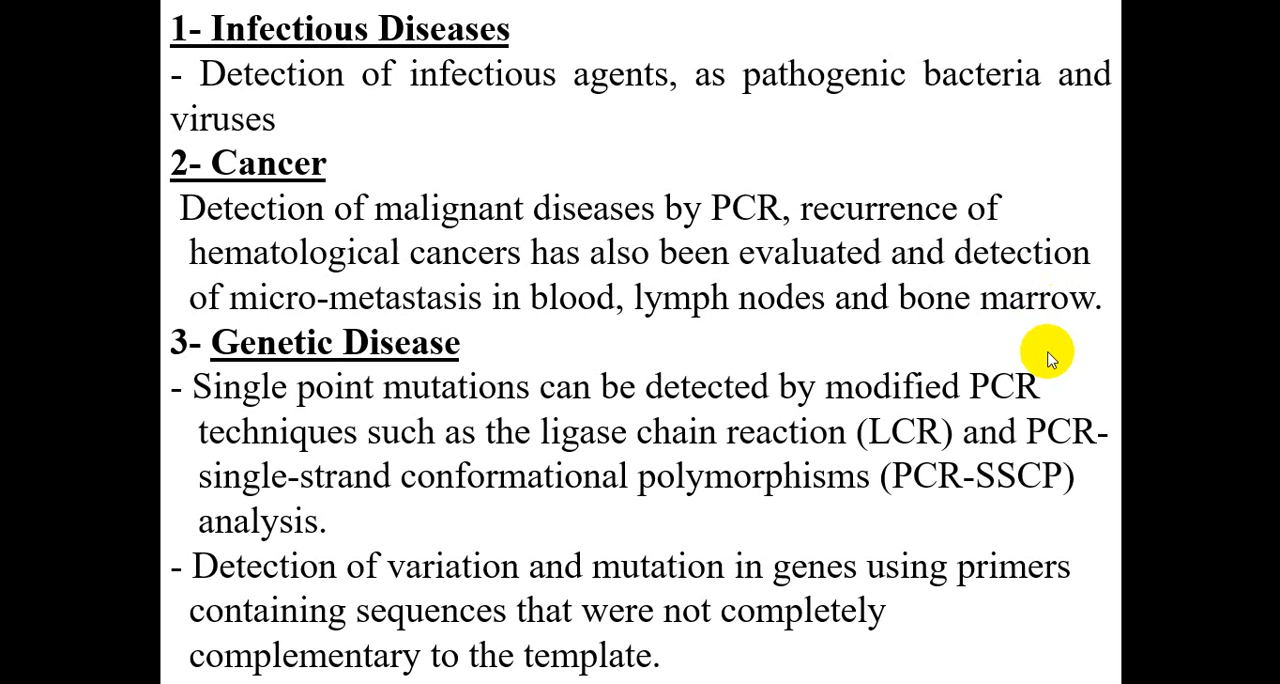 1- Infectious Diseases
- Detection of infectious agents, as pathogenic bacteria and
viruses
2- Cancer
Detection of malignant diseases by PCR, recurrence of
hematological cancers has also been evaluated and detection
of micro-metastasis in blood, lymph nodes and bone marrow.
3- Genetic Disease
- Single point mutations can be detected by modified PCR
techniques such as the ligase chain reaction (LCR) and PCR-
single-strand conformational polymorphisms (PCR-SSCP)
analysis.
- Detection of variation and mutation in genes using primers
containing sequences that were not completely
complementary to the template.